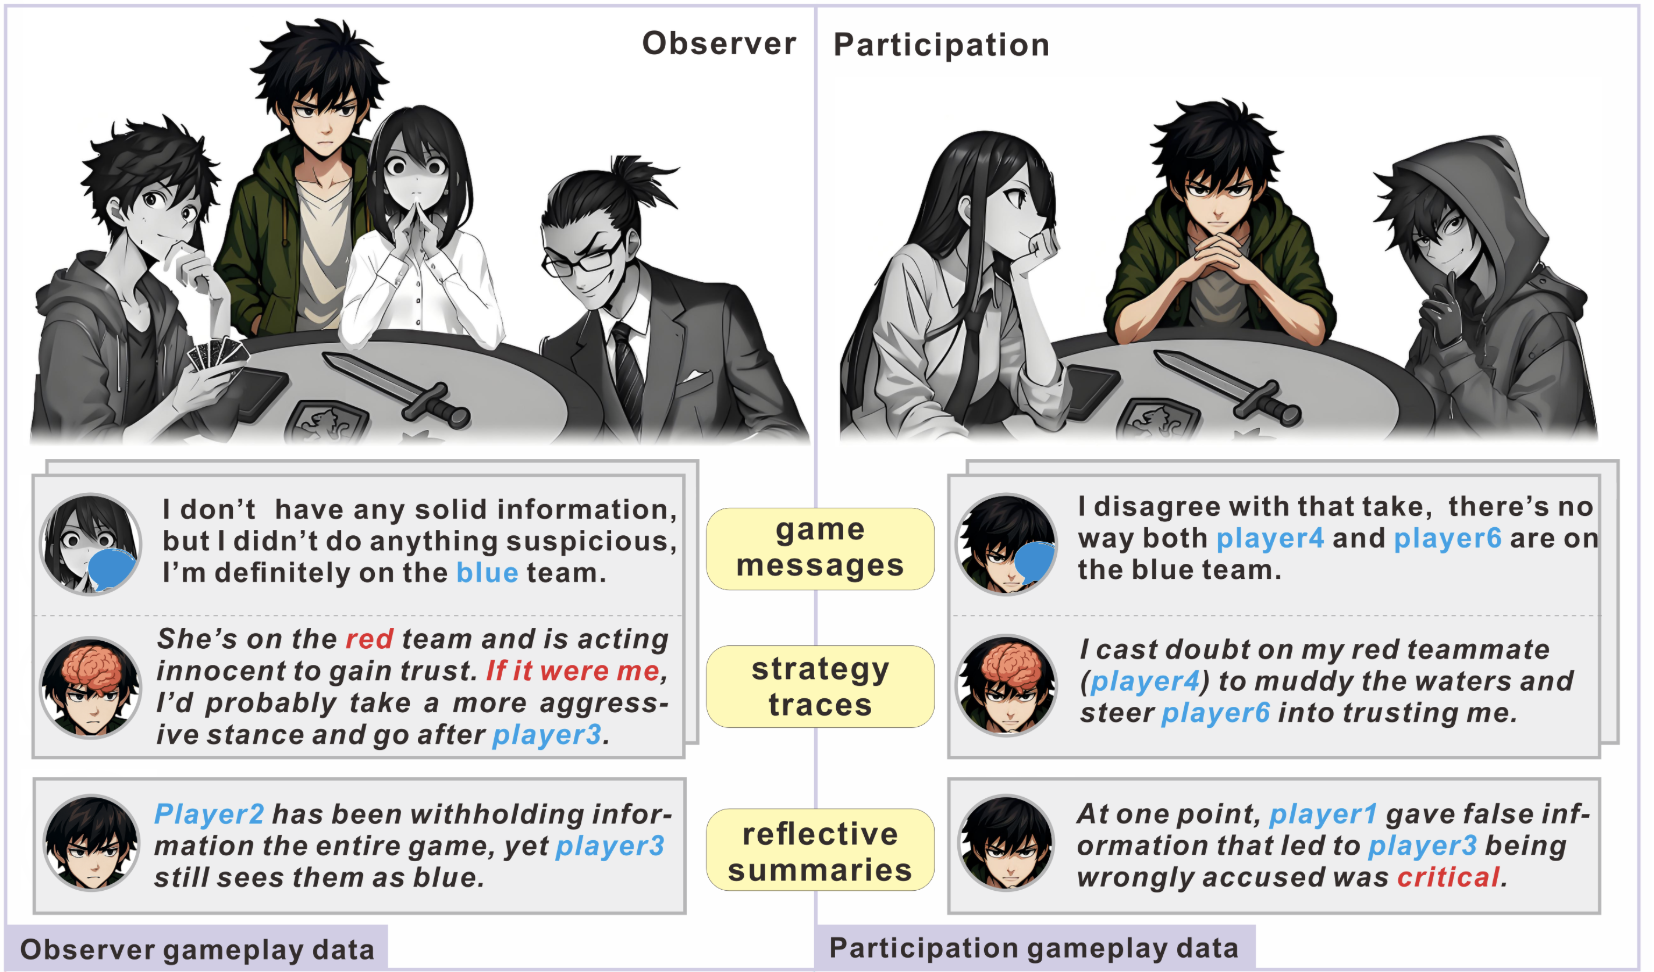 Observer
I don't have any solid information,
but I didn't do anything suspicious,
I'm definitely on the blue team.
She's on the red team and is acting
innocent to gain trust. If it were me,
I'd probably take a more aggress-
ive stance and go after player3.
Player2 has been withholding infor-
mation the entire game, yet player3
still sees them as blue.
Observer gameplay data
game
messages
strategy
traces
reflective
summaries
Participation
I disagree with that take, there's no
way both player4 and player6 are on
the blue team.
I cast doubt on my red teammate
(player4) to muddy the waters and
steer player6 into trusting me.
At one point, player1 gave false inf-
ormation that led to player3 being
wrongly accused was critical.
Participation gameplay data